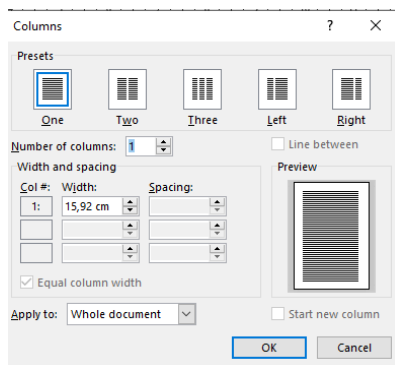 Columns ? ×
Presets
One Two Three Left Right
Number of columns: 1 Line between
Width and spacing Preview
Col #: Width: Spacing:
1: 15,92 cm
Equal column width
Apply to: Whole document Start new column
OK Cancel